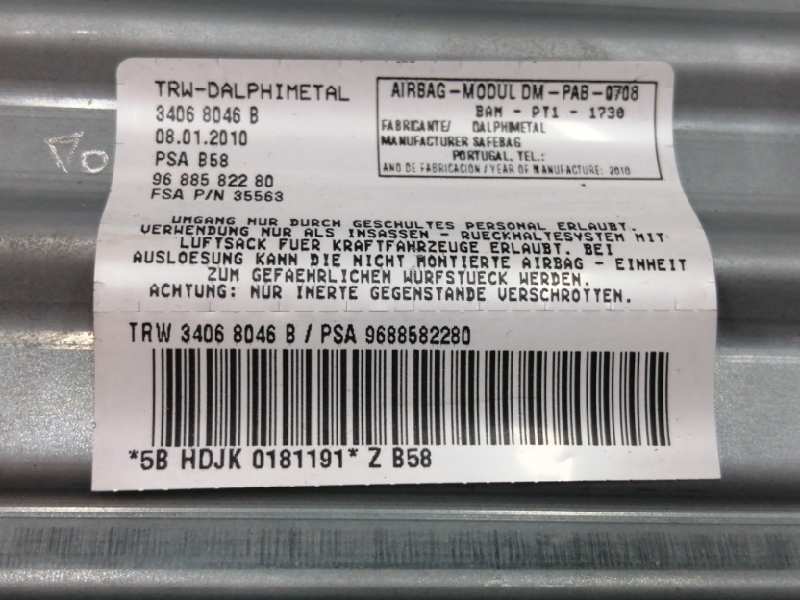 TRW-DALPHIMETAL
3406 8046 B
08.01.2010
PSA B58
96 885 822 80
FSA P/N 35563
AIRBAG-MODUL DM-PAB-0708
BAM - PT1 - 1730
FABRICANTE/ DALPHIMETAL
MANUFACTURER SAFEBAG
PORTUGAL, TEL.:
ANO DE FABRICACION/YEAR OF MANUFACTURE: 2010
UMGANG NUR DURCH GESCHULTES PERSONAL ERLAUBT.
VERWENDUNG NUR ALS INSASSEN - RUECKHALTESYSTEM MIT
LUFTSACK FUER KRAFTFAHRZEUGE ERLAUBT. BEI
AUSLOESUNG KANN DIE NICHT MONTIERTE AIRBAG - EINHEIT
ZUM GEFAEHRLICHEN WURFSTUECK WERDEN.
ACHTUNG: NUR INERTE GEGENSTANDE VERSCHROTTEN.
TRW 3406 8046 B / PSA 9688582280
*5B HDJK 0181191* Z B58